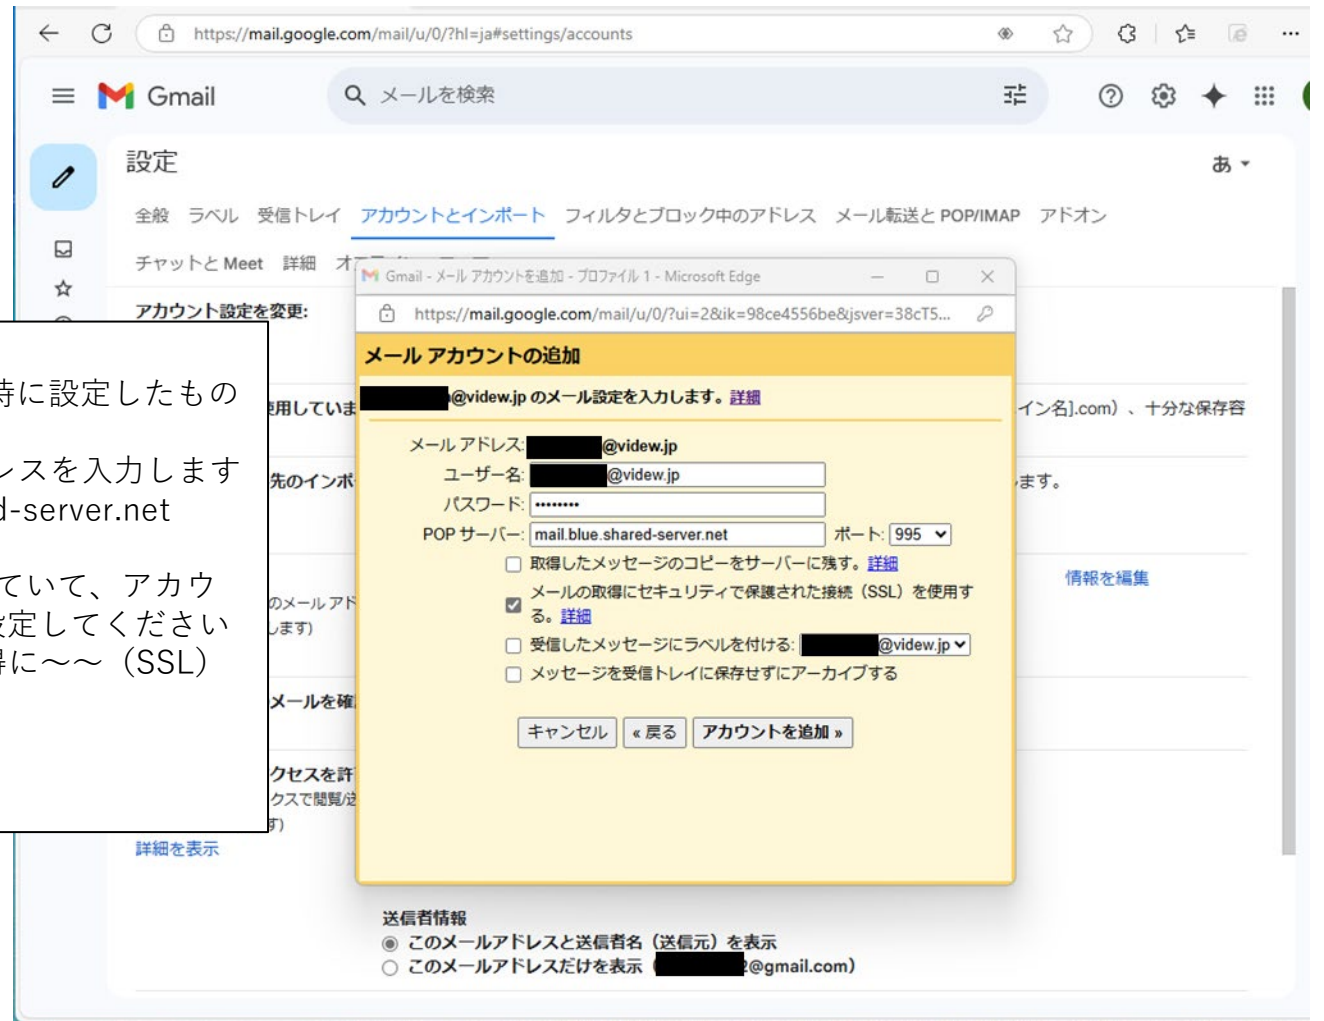 https://mail.google.com/mail/u/0/?hl=ja#settings/accounts
Gmail
メールを検索
設定
あ
全般 ラベル 受信トレイ アカウントとインポート フィルタとブロック中のアドレス メール転送と POP/IMAP アドオン
チャットと Meet 詳細 オ
アカウント設定を変更:
時に設定したもの
レスを入力します
d-server.net
ていて、アカウ
設定してください
得に～～（SSL）
使用していま
イン名].com）、十分な保存容
先のインポ
ます。
情報を編集
のメール アド
します)
メールを確
クセスを許
クスで閲覧/送
す)
詳細を表示
Gmail - メール アカウントを追加 - プロファイル 1 - Microsoft Edge
https://mail.google.com/mail/u/0/?ui=2&ik=98ce4556be&jsver=38cT5...
メール アカウントの追加
@videw.jp のメール設定を入力します。 詳細
メール アドレス: @videw.jp
ユーザー名: @videw.jp
パスワード: ••••••••
POP サーバー: mail.blue.shared-server.net ポート: 995
取得したメッセージのコピーをサーバーに残す。 詳細
メールの取得にセキュリティで保護された接続（SSL）を使用す
る。 詳細
受信したメッセージにラベルを付ける: @videw.jp
メッセージを受信トレイに保存せずにアーカイブする
キャンセル « 戻る アカウントを追加 »
送信者情報
このメールアドレスと送信者名（送信元）を表示
このメールアドレスだけを表示（ 2@gmail.com）